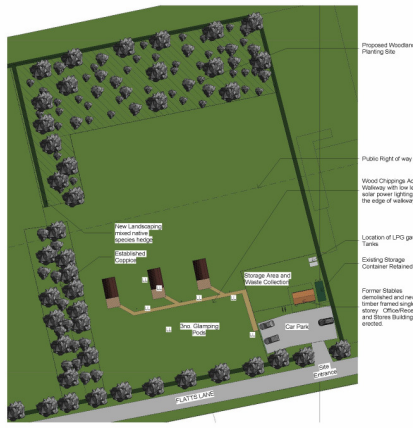 Proposed Woodland
Planting Site
Public Right of way
Wood Chippings
Walkway with low
solar power lighting
the edge of walkway
New Landscaping
mixed native
species hedge
Established
Coppice
Location of LPG
Tanks
Storage Area and
Waste Collection
Existing Storage
Container Retained
Former Stables
demolished and
timber framed
storey
and Stores Building
erected.
3no. Glamping
Pods
Car Park
Site
Entrance
FLATTS LANE